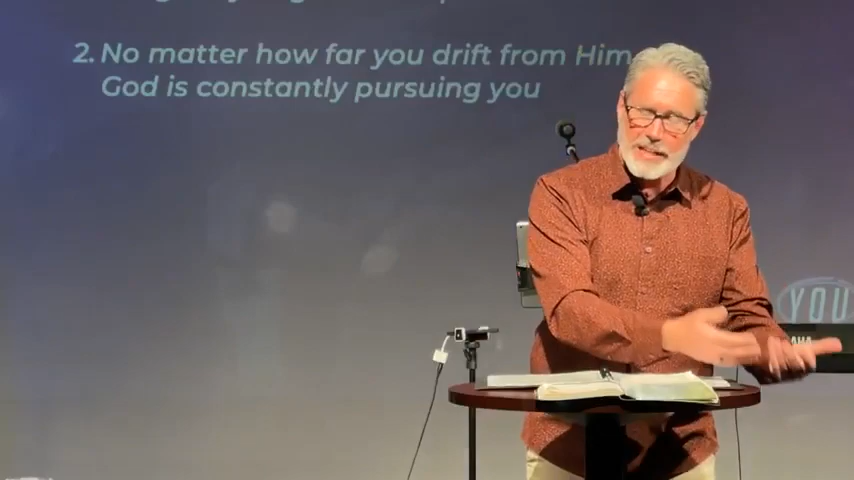 2. No matter how far you drift from Him
God is constantly pursuing you
YOU